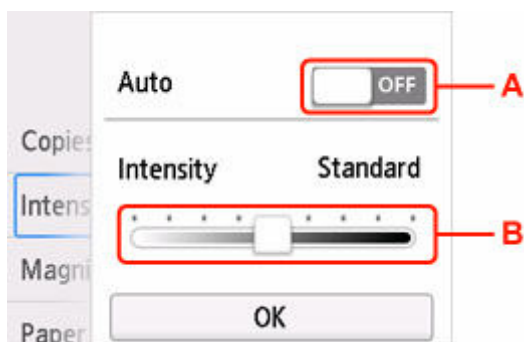 Auto
OFF
A
Copies
Intensity
Standard
Intens
B
Magni
OK
Paper